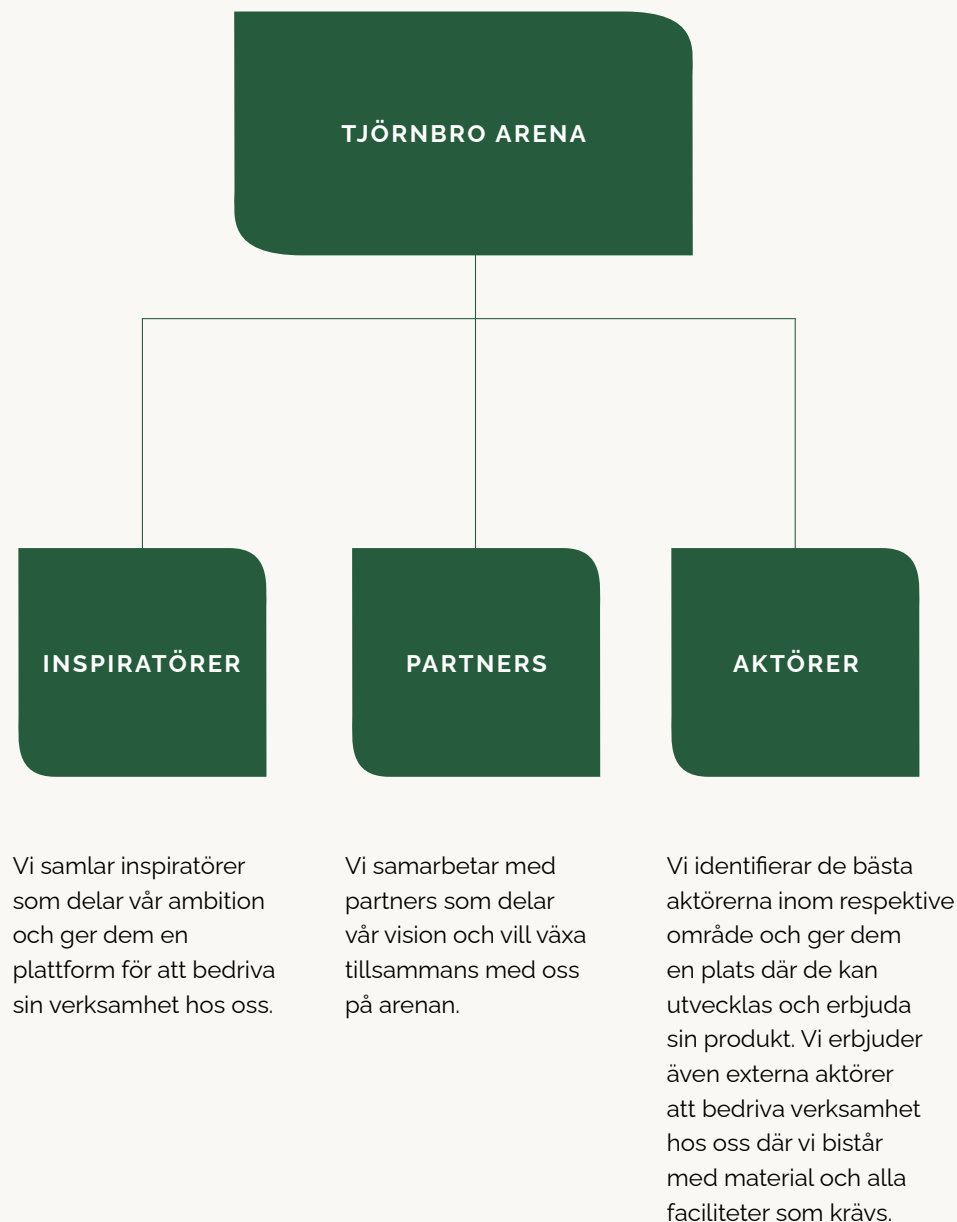 TJÖRNBRO ARENA
INSPIRATÖRER
PARTNERS
AKTÖRER
Vi samlar inspiratörer
som delar vår ambition
och ger dem en
plattform för att bedriva
sin verksamhet hos oss.
Vi samarbetar med
partners som delar
vår vision och vill växa
tillsammans med oss
på arenan.
Vi identifierar de bästa
aktörerna inom respektive
område och ger dem
en plats där de kan
utvecklas och erbjuda
sin produkt. Vi erbjuder
även externa aktörer
att bedriva verksamhet
hos oss där vi bistår
med material och alla
faciliteter som krävs.